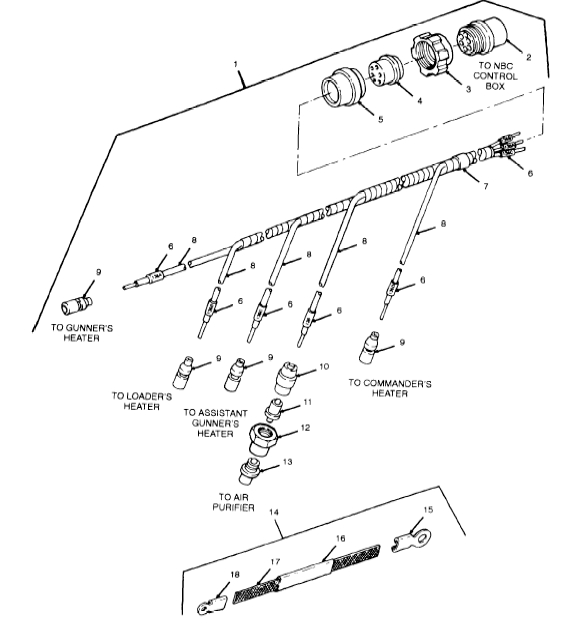 1
2
TO NBC
CONTROL
BOX
3
4
5
6
7
8
6
8
9
TO GUNNER'S
HEATER
8
8
8
6
6
6
6
9
9
9
10
TO LOADER'S
HEATER
TO ASSISTANT
GUNNER'S
HEATER
TO COMMANDER'S
HEATER
11
12
13
TO AIR
PURIFIER
14
15
16
17
18